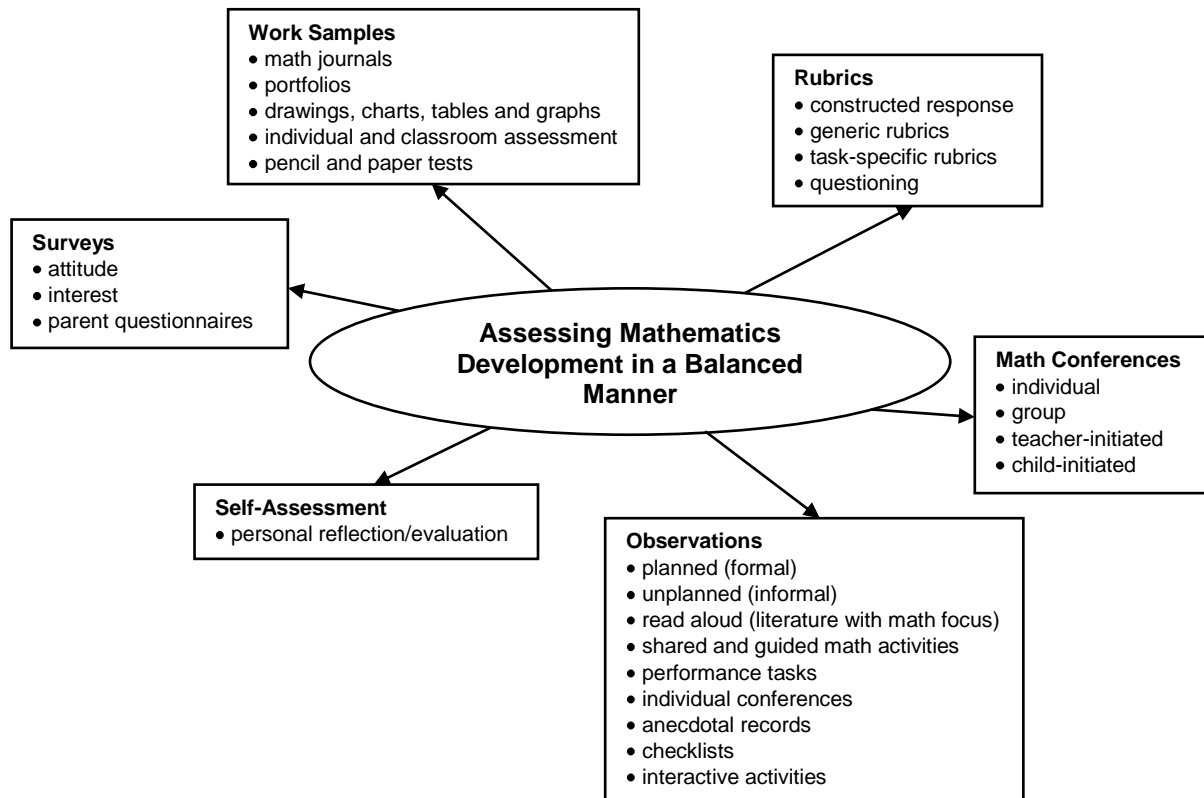 Work Samples
• math journals
• portfolios
• drawings, charts, tables and graphs
• individual and classroom assessment
• pencil and paper tests
Rubrics
• constructed response
• generic rubrics
• task-specific rubrics
• questioning
Surveys
• attitude
• interest
• parent questionnaires
Assessing Mathematics
Development in a Balanced
Manner
Math Conferences
• individual
• group
• teacher-initiated
• child-initiated
Self-Assessment
• personal reflection/evaluation
Observations
• planned (formal)
• unplanned (informal)
• read aloud (literature with math focus)
• shared and guided math activities
• performance tasks
• individual conferences
• anecdotal records
• checklists
• interactive activities